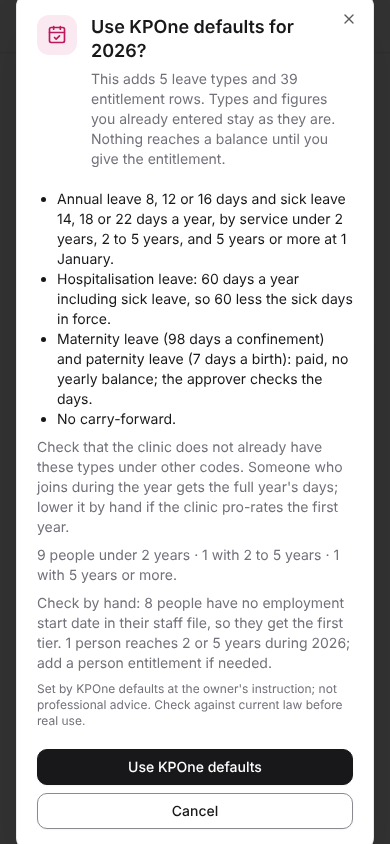 Use KPOne defaults for
2026?
This adds 5 leave types and 39
entitlement rows. Types and figures
you already entered stay as they are.
Nothing reaches a balance until you
give the entitlement.
• Annual leave 8, 12 or 16 days and sick leave
14, 18 or 22 days a year, by service under 2
years, 2 to 5 years, and 5 years or more at 1
January.
• Hospitalisation leave: 60 days a year
including sick leave, so 60 less the sick days
in force.
• Maternity leave (98 days a confinement)
and paternity leave (7 days a birth): paid, no
yearly balance; the approver checks the
days.
• No carry-forward.
Check that the clinic does not already have
these types under other codes. Someone who
joins during the year gets the full year's days;
lower it by hand if the clinic pro-rates the first
year.
9 people under 2 years · 1 with 2 to 5 years · 1
with 5 years or more.
Check by hand: 8 people have no employment
start date in their staff file, so they get the first
tier. 1 person reaches 2 or 5 years during 2026;
add a person entitlement if needed.
Set by KPOne defaults at the owner's instruction; not
professional advice. Check against current law before
real use.
Use KPOne defaults
Cancel